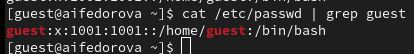 [guest@aifedorova ~]$ cat /etc/passwd | grep guest
guest:x:1001:1001::/home/guest:/bin/bash
[guest@aifedorova ~]$